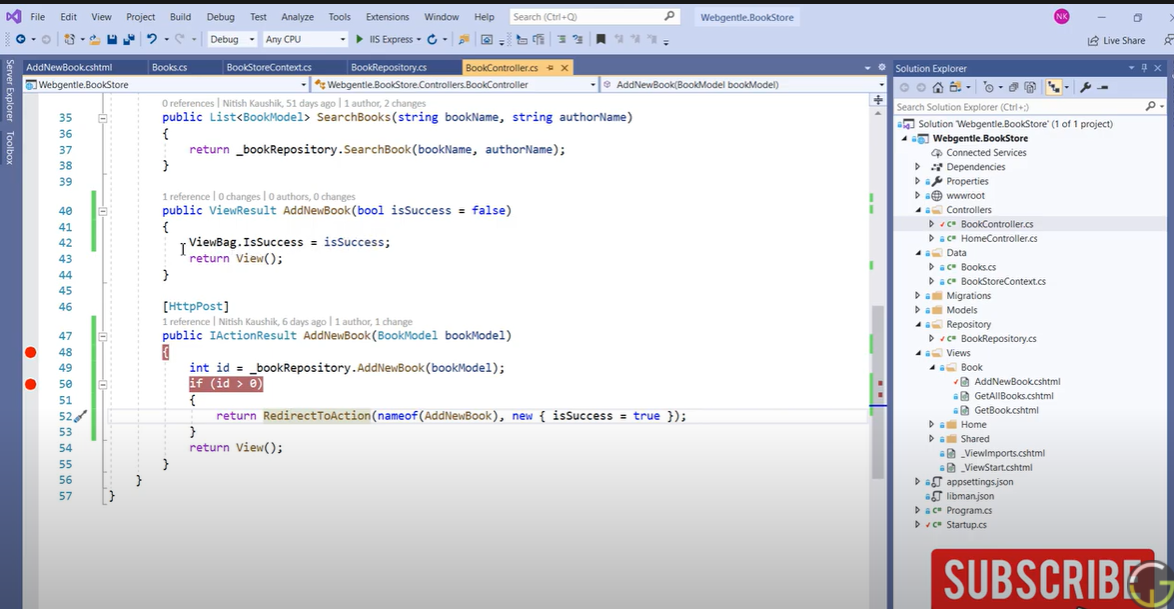 File Edit View Project Build Debug Test Analyze Tools Extensions Window Help Search (Ctrl+Q) Webgentle.BookStore NK
Debug Any CPU IIS Express Live Share
Server Explorer
Toolbox
AddNewBook.cshtml Books.cs BookStoreContext.cs BookRepository.cs BookController.cs
Webgentle.BookStore Webgentle.BookStore.Controllers.BookController AddNewBook(BookModel bookModel)
0 references | Nitish Kaushik, 51 days ago | 1 author, 2 changes
35 public List<BookModel> SearchBooks(string bookName, string authorName)
36 {
37 return _bookRepository.SearchBook(bookName, authorName);
38 }
39
1 reference | 0 changes | 0 authors, 0 changes
40 public ViewResult AddNewBook(bool isSuccess = false)
41 {
42 ViewBag.IsSuccess = isSuccess;
43 return View();
44 }
45
46 [HttpPost]
1 reference | Nitish Kaushik, 6 days ago | 1 author, 1 change
47 public IActionResult AddNewBook(BookModel bookModel)
48 {
49 int id = _bookRepository.AddNewBook(bookModel);
50 if (id > 0)
51 {
52 return RedirectToAction(nameof(AddNewBook), new { isSuccess = true });
53 }
54 return View();
55 }
56 }
57 }
Solution Explorer
Search Solution Explorer (Ctrl+;)
Solution 'Webgentle.BookStore' (1 of 1 project)
Webgentle.BookStore
Connected Services
Dependencies
Properties
wwwroot
Controllers
C# BookController.cs
C# HomeController.cs
Data
C# Books.cs
C# BookStoreContext.cs
Migrations
Models
Repository
C# BookRepository.cs
Views
Book
AddNewBook.cshtml
GetAllBooks.cshtml
GetBook.cshtml
Home
Shared
_ViewImports.cshtml
_ViewStart.cshtml
appsettings.json
libman.json
C# Program.cs
C# Startup.cs
SUBSCRIBE